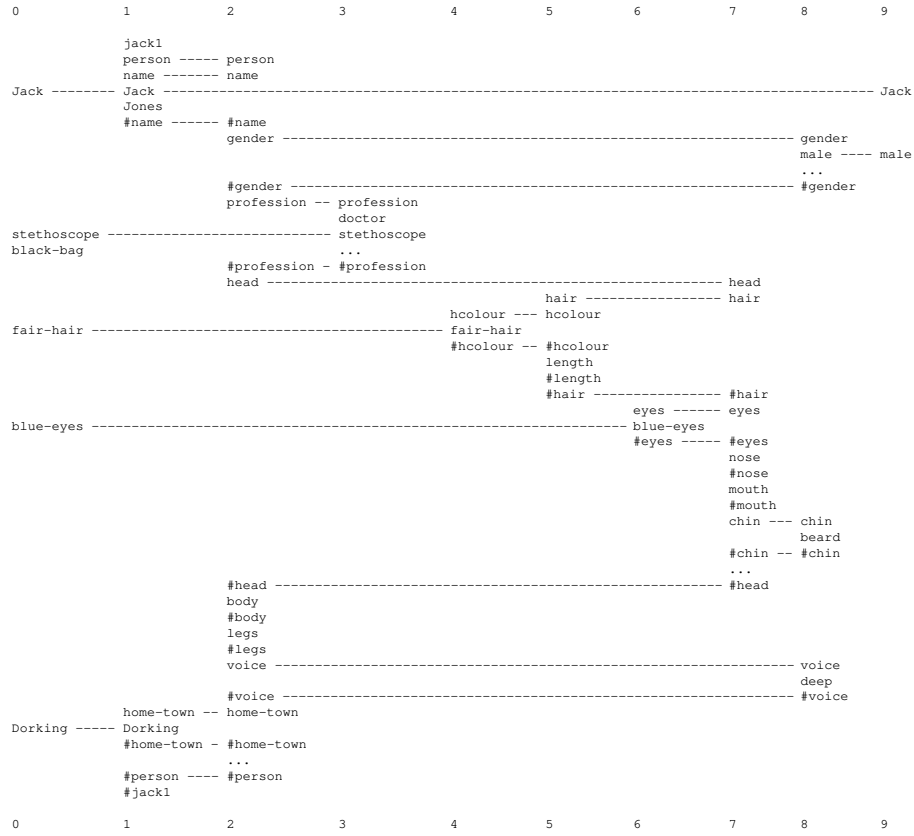 0 1 2 3 4 5 6 7 8 9
jack1
person ----- person
name ------- name
Jack -------- Jack ------------------------------------------------------------------------------------------ Jack
Jones
#name ------ #name
gender ---------------------------------------------------------------- gender
male ---- male
...
#gender --------------------------------------------------------------- #gender
profession -- profession
doctor
stethoscope ---------------------------- stethoscope
black-bag ...
#profession - #profession
head --------------------------------------------------------- head
hair ----------------- hair
hcolour --- hcolour
fair-hair -------------------------------------------- fair-hair
#hcolour -- #hcolour
length
#length
#hair ---------------- #hair
eyes ------ eyes
blue-eyes ------------------------------------------------------------------- blue-eyes
#eyes ----- #eyes
nose
#nose
mouth
#mouth
chin --- chin
beard
#chin -- #chin
...
#head -------------------------------------------------------- #head
body
#body
legs
#legs
voice ----------------------------------------------------------------- voice
deep
#voice ---------------------------------------------------------------- #voice
home-town -- home-town
Dorking ----- Dorking
#home-town - #home-town
...
#person ---- #person
#jack1
0 1 2 3 4 5 6 7 8 9